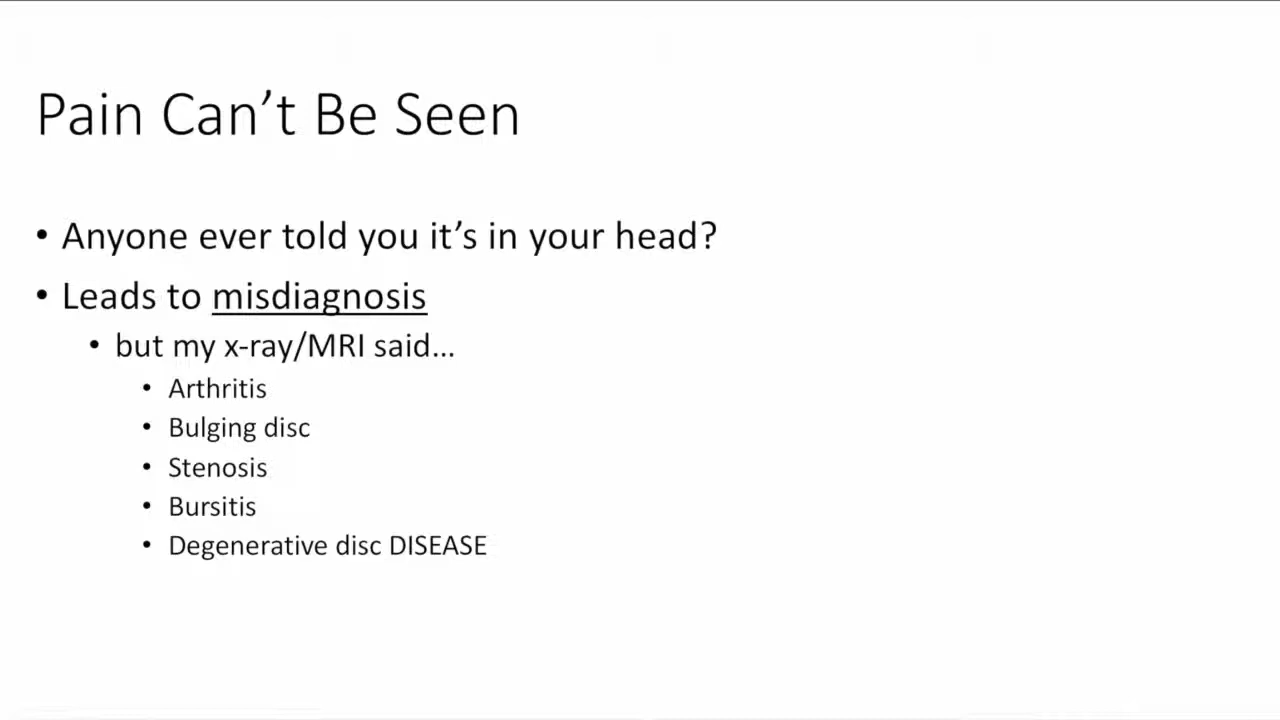 Pain Can’t Be Seen
• Anyone ever told you it’s in your head?
• Leads to misdiagnosis
• but my x-ray/MRI said…
• Arthritis
• Bulging disc
• Stenosis
• Bursitis
• Degenerative disc DISEASE